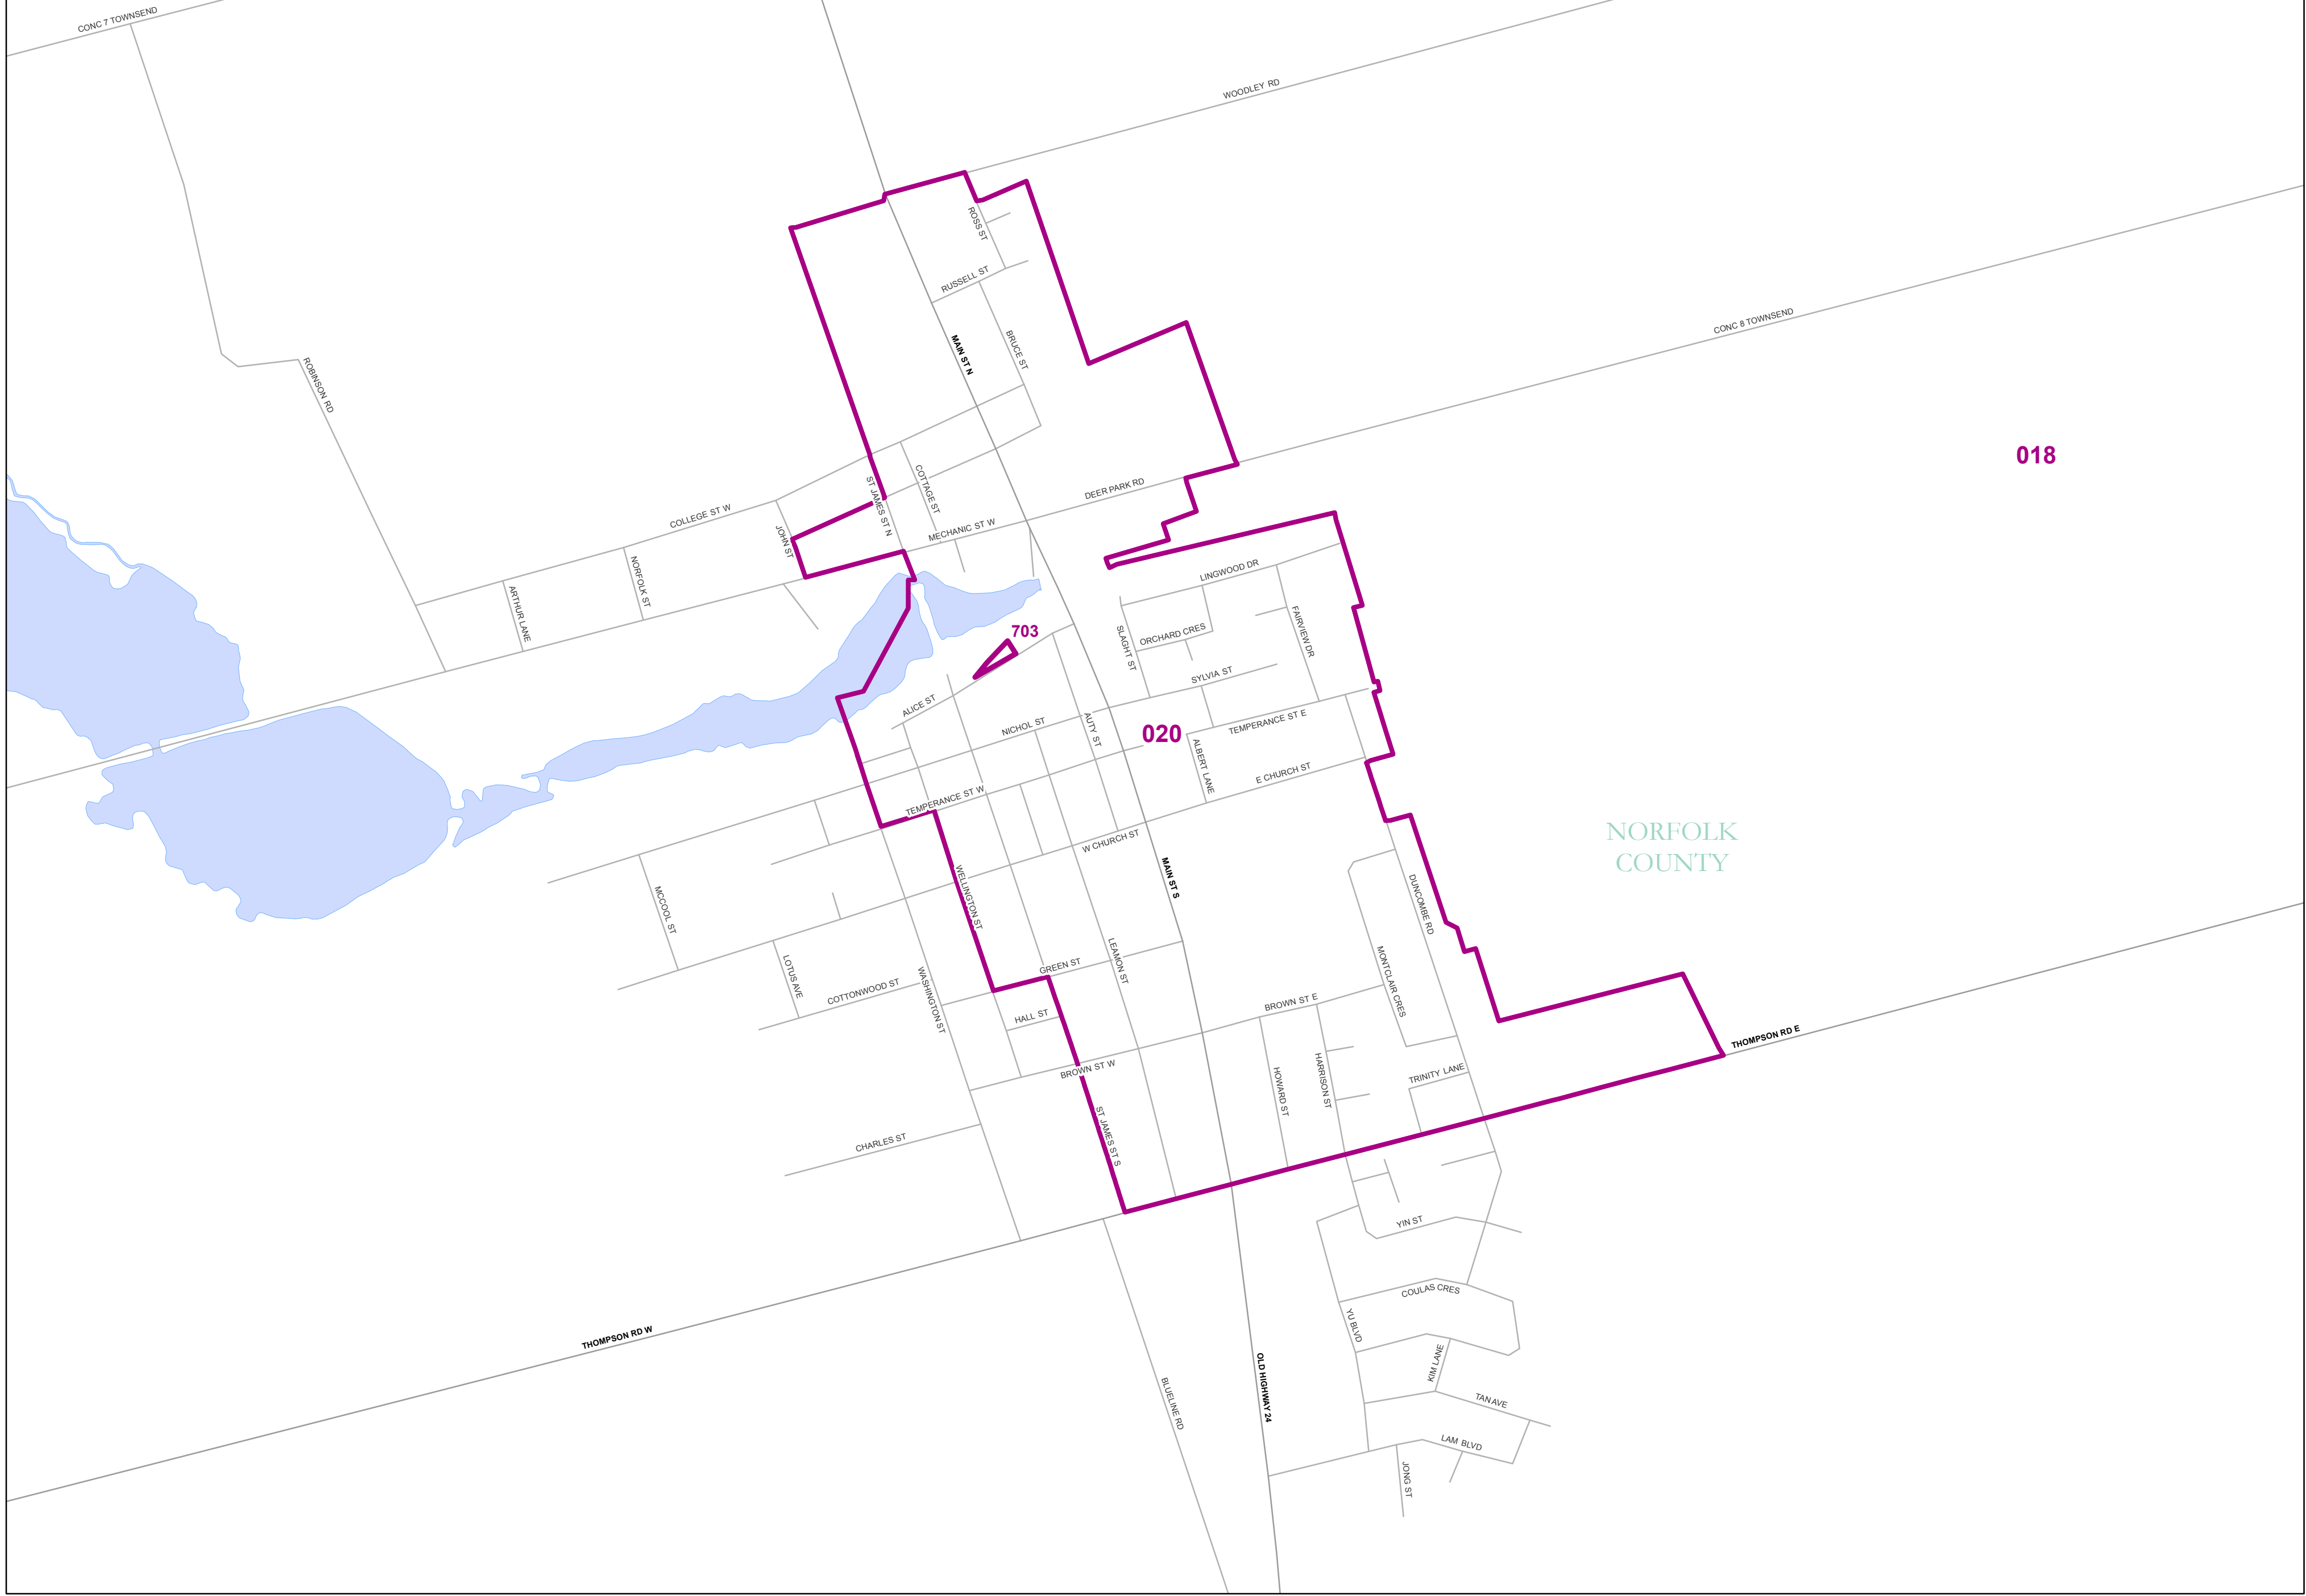 CONC 7 TOWNSEND
WOODLEY RD
ROSS ST
RUSSELL ST
CONC 8 TOWNSEND
MAIN ST N
BRUCE ST
ROBINSON RD
018
COTTAGE ST
ST JAMES ST N
DEER PARK RD
COLLEGE ST W
MECHANIC ST W
JOHN ST
NORFOLK ST
ARTHUR LANE
LINGWOOD DR
FAIRVIEW DR
703
ORCHARD CRES
SLAGHT ST
SYLVIA ST
ALICE ST
NICHOL ST
AUTY ST
020
TEMPERANCE ST E
ALBERT LANE
E CHURCH ST
TEMPERANCE ST W
W CHURCH ST
NORFOLK
COUNTY
MAIN ST S
WELLINGTON ST
MCCOOL ST
DUNCOMBE RD
LOTUS AVE
COTTONWOOD ST
WASHINGTON ST
GREEN ST
LEAMON ST
MONTCLAIR CRES
HALL ST
BROWN ST E
THOMPSON RD E
BROWN ST W
HOWARD ST
HARRISON ST
TRINITY LANE
ST JAMES ST S
CHARLES ST
YIN ST
COULAS CRES
YU BLVD
THOMPSON RD W
KIM LANE
OLD HIGHWAY 24
BLUELINE RD
TAN AVE
LAM BLVD
JONG ST